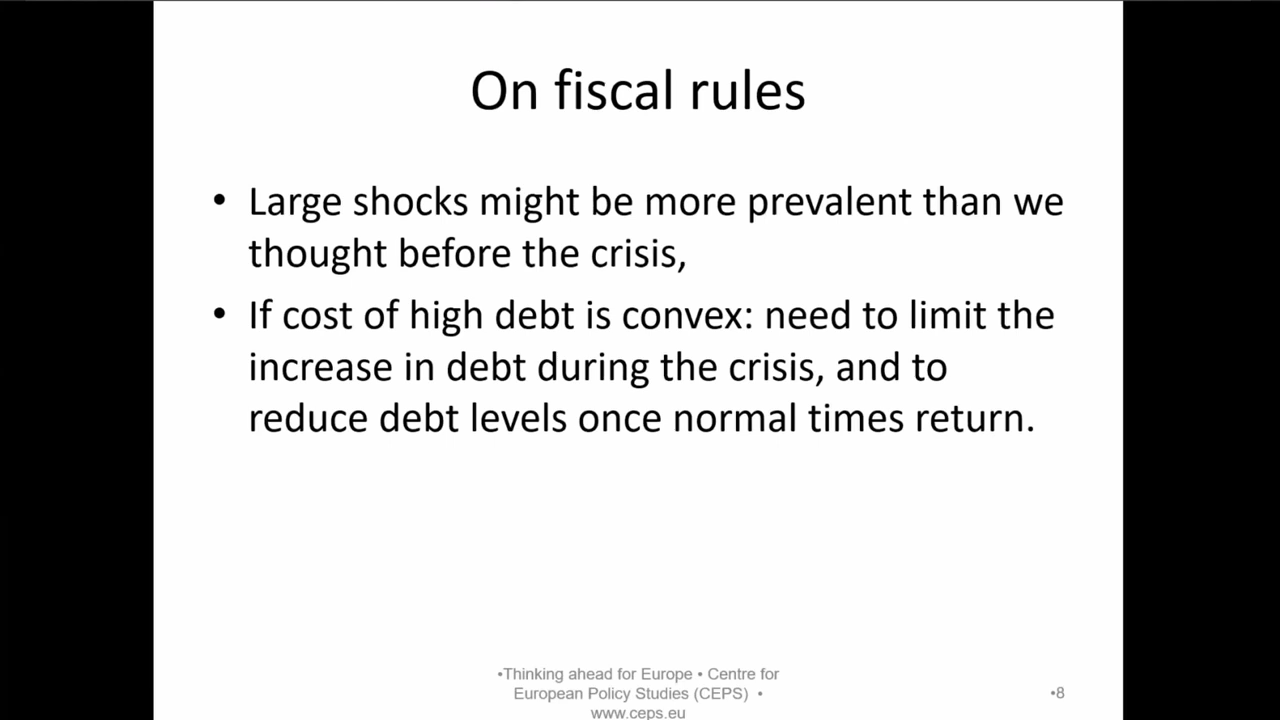 On fiscal rules
• Large shocks might be more prevalent than we
thought before the crisis,
• If cost of high debt is convex: need to limit the
increase in debt during the crisis, and to
reduce debt levels once normal times return.
•Thinking ahead for Europe • Centre for
European Policy Studies (CEPS) •
www.ceps.eu
•8